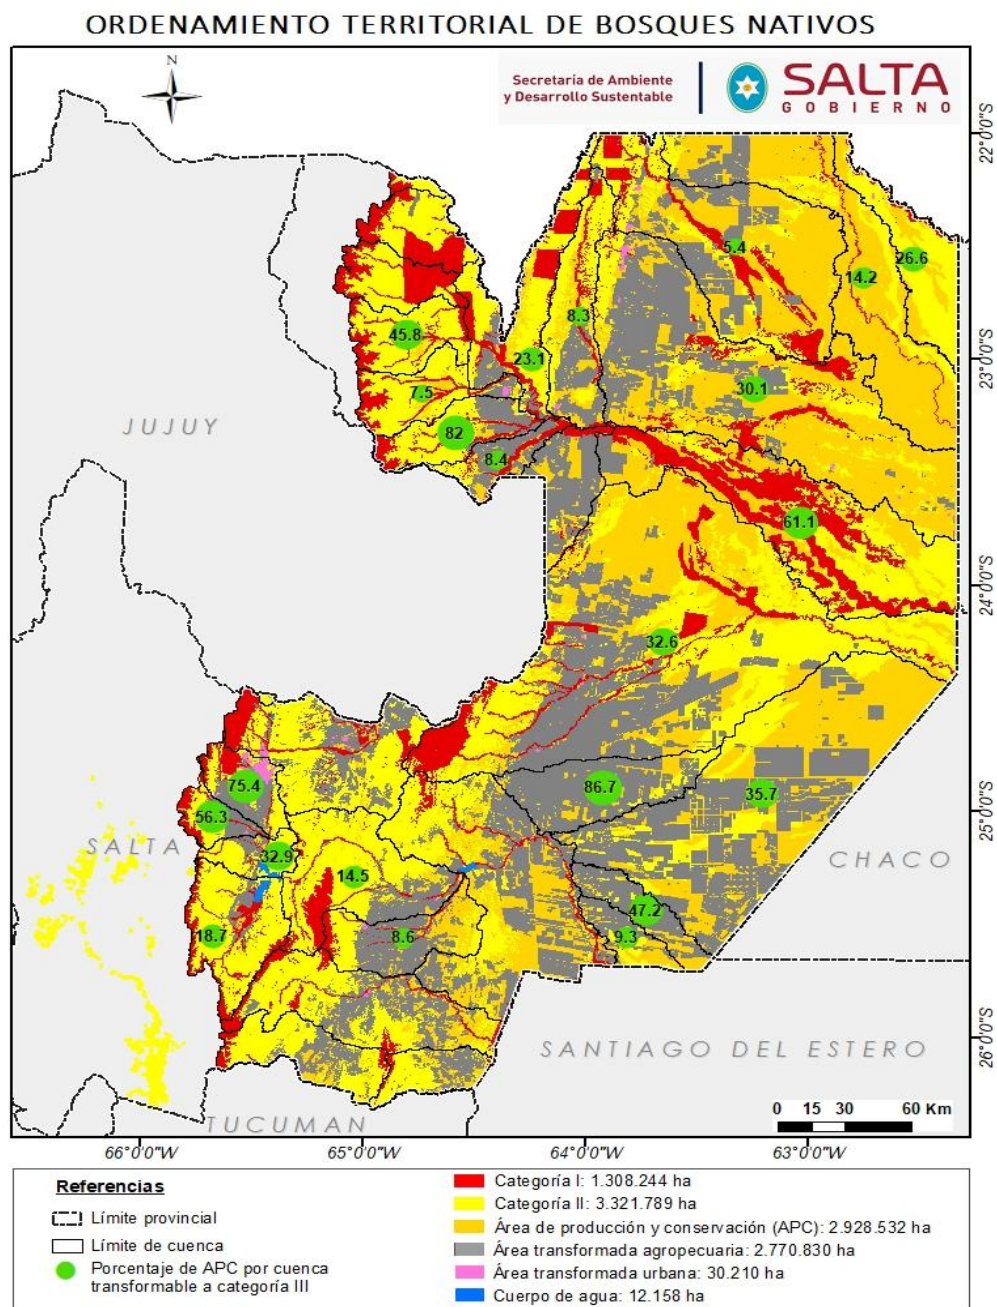 ORDENAMIENTO TERRITORIAL DE BOSQUES NATIVOS
N
Secretaría de Ambiente
y Desarrollo Sustentable
SALTA
GOBIERNO
22°0'0"S
5.4
26.6
14.2
8.3
45.8
23.1
23°0'0"S
30.1
7.5
JUJUY
82
8.4
61.1
24°0'0"S
32.6
75.4
86.7
35.7
56.3
25°0'0"S
SALTA
32.9
CHACO
14.5
47.2
18.7
8.6
9.3
26°0'0"S
SANTIAGO DEL ESTERO
TUCUMAN
0 15 30 60 Km
66°0'0"W 65°0'0"W 64°0'0"W 63°0'0"W
Referencias
Límite provincial
Límite de cuenca
Porcentaje de APC por cuenca
transformable a categoría III
Categoría I: 1.308.244 ha
Categoría II: 3.321.789 ha
Área de producción y conservación (APC): 2.928.532 ha
Área transformada agropecuaria: 2.770.830 ha
Área transformada urbana: 30.210 ha
Cuerpo de agua: 12.158 ha